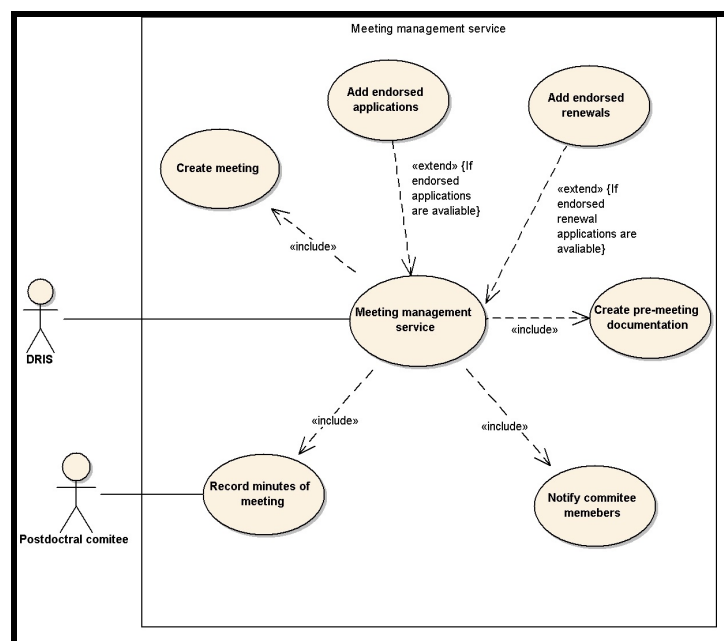 Meeting management service
Add endorsed
applications
Add endorsed
renewals
Create meeting
«extend» {If
endorsed
applications
are avaliable}
«extend» {If
endorsed
renewal
applications are
avaliable}
«include»
Meeting management
service
Create pre-meeting
documentation
«include»
DRIS
«include»
«include»
Record minutes of
meeting
Notify commitee
memebers
Postdoctral comitee